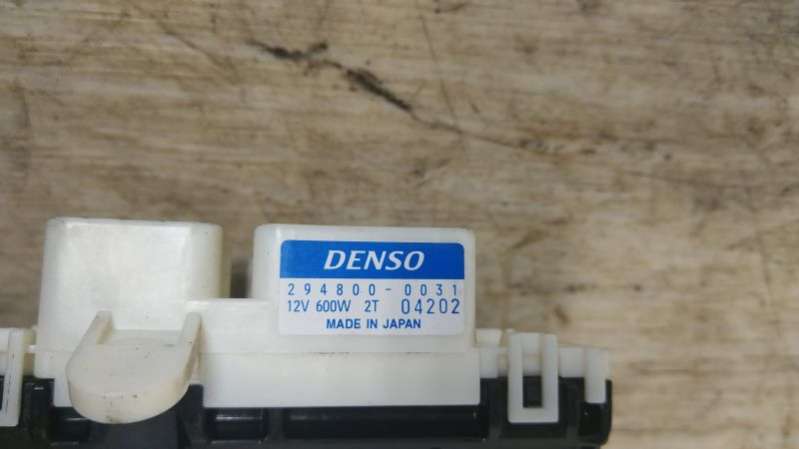 DENSO
294800-0031
12V 600W 2T 04202
MADE IN JAPAN